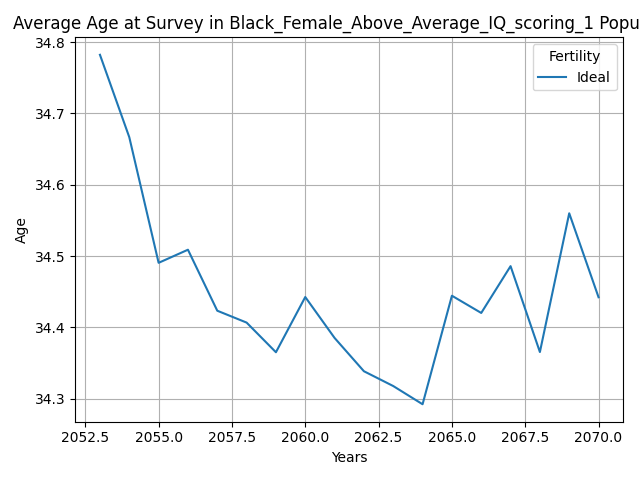 Average Age at Survey in Black_Female_Above_Average_IQ_scoring_1 Popu
34.8
34.7
34.6
34.5
34.4
34.3
Age
Fertility
Ideal
2052.5 2055.0 2057.5 2060.0 2062.5 2065.0 2067.5 2070.0
Years